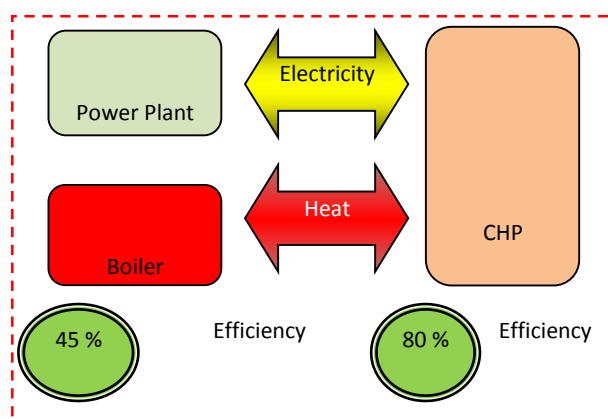 Electricity
Power Plant
Heat
CHP
Boiler
45 % Efficiency 80 % Efficiency